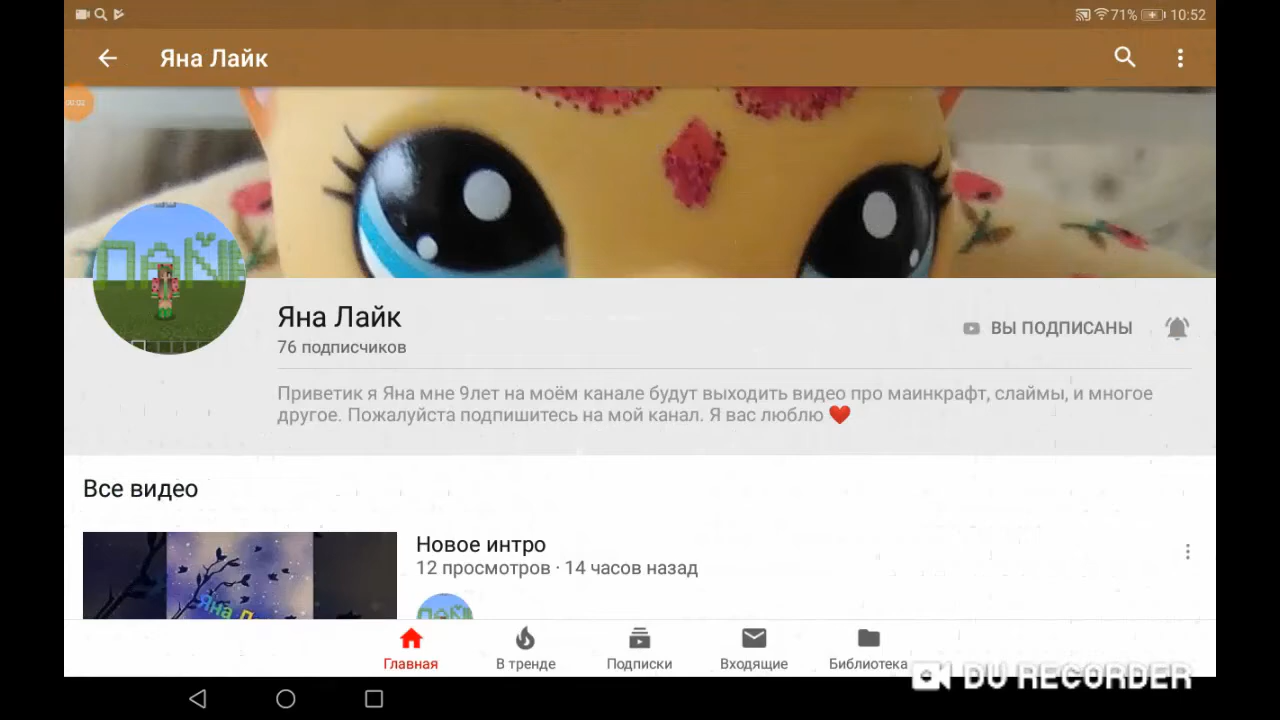 71% 10:52
Яна Лайк
Яна Лайк
76 подписчиков
ВЫ ПОДПИСАНЫ
Приветик я Яна мне 9лет на моём канале будут выходить видео про маинкрафт, слаймы, и многое
другое. Пожалуйста подпишитесь на мой канал. Я вас люблю ❤️
Все видео
Новое интро
12 просмотров · 14 часов назад
Яна
Главная
В тренде
Подписки
Входящие
Библиотека
DU RECORDER